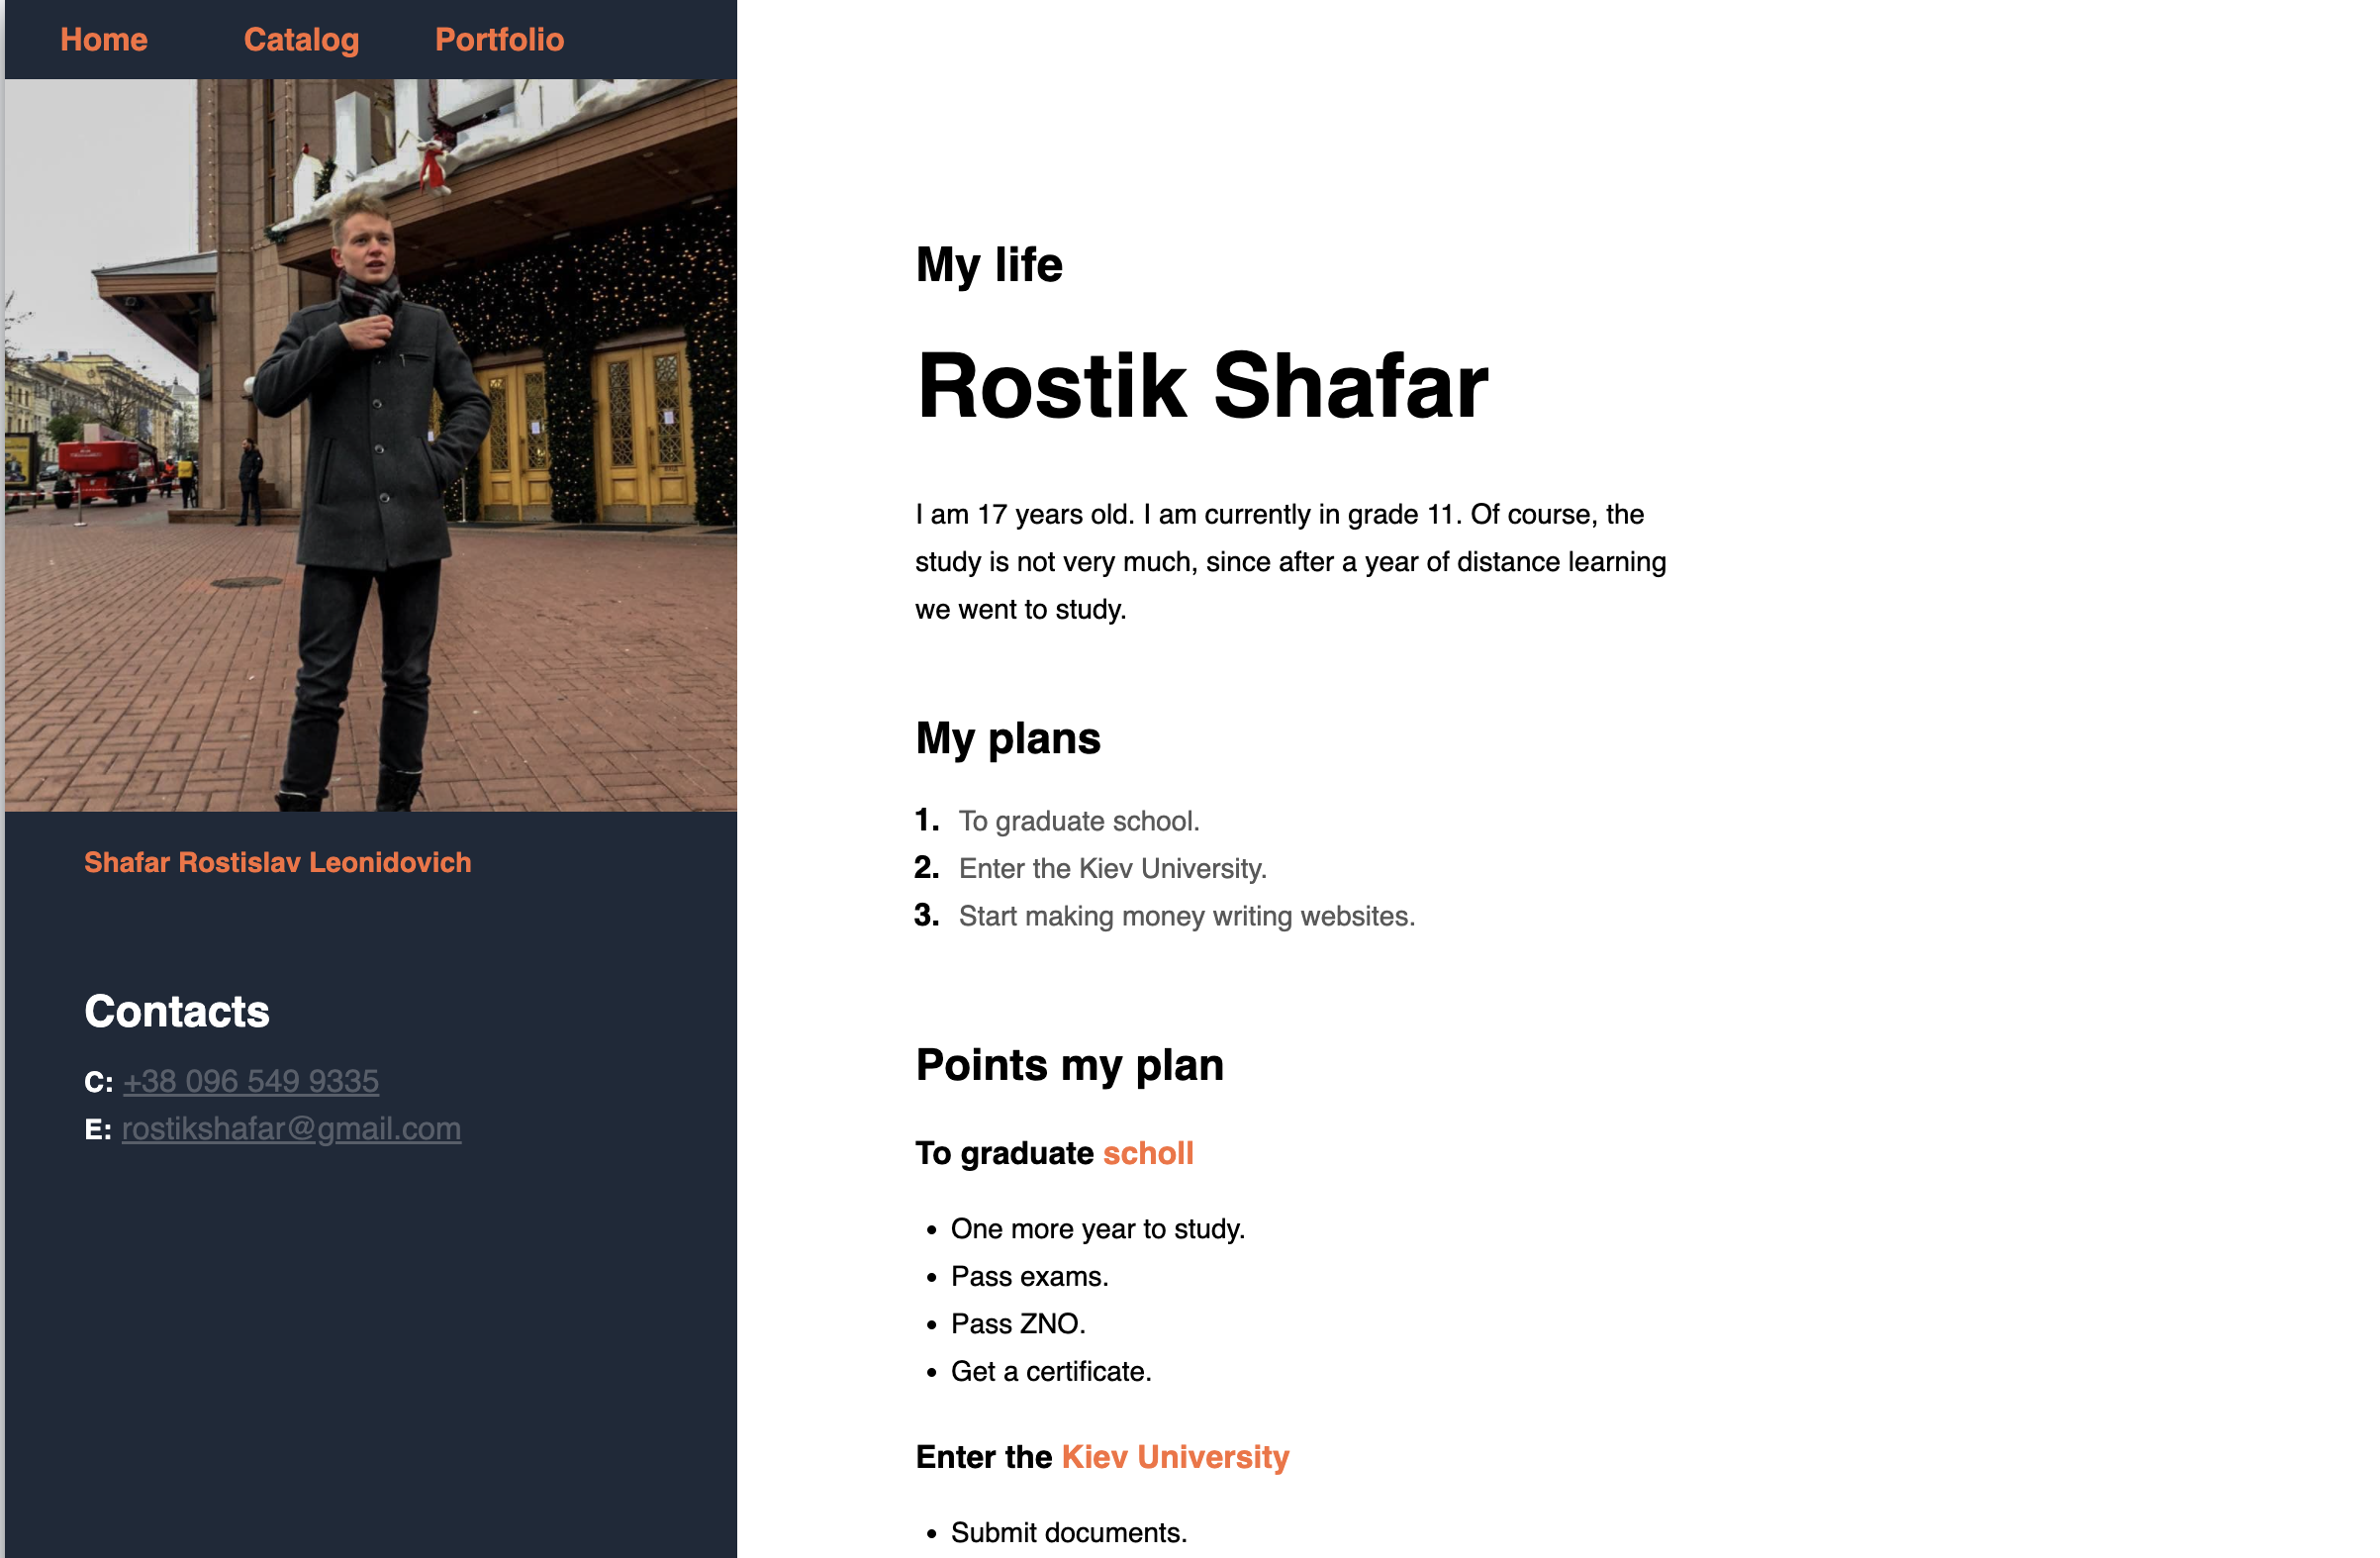 Home Catalog Portfolio
Shafar Rostislav Leonidovich
Contacts
C: +38 096 549 9335
E: rostikshafar@gmail.com
My life
Rostik Shafar
I am 17 years old. I am currently in grade 11. Of course, the
study is not very much, since after a year of distance learning
we went to study.
My plans
1. To graduate school.
2. Enter the Kiev University.
3. Start making money writing websites.
Points my plan
To graduate scholl
• One more year to study.
• Pass exams.
• Pass ZNO.
• Get a certificate.
Enter the Kiev University
• Submit documents.